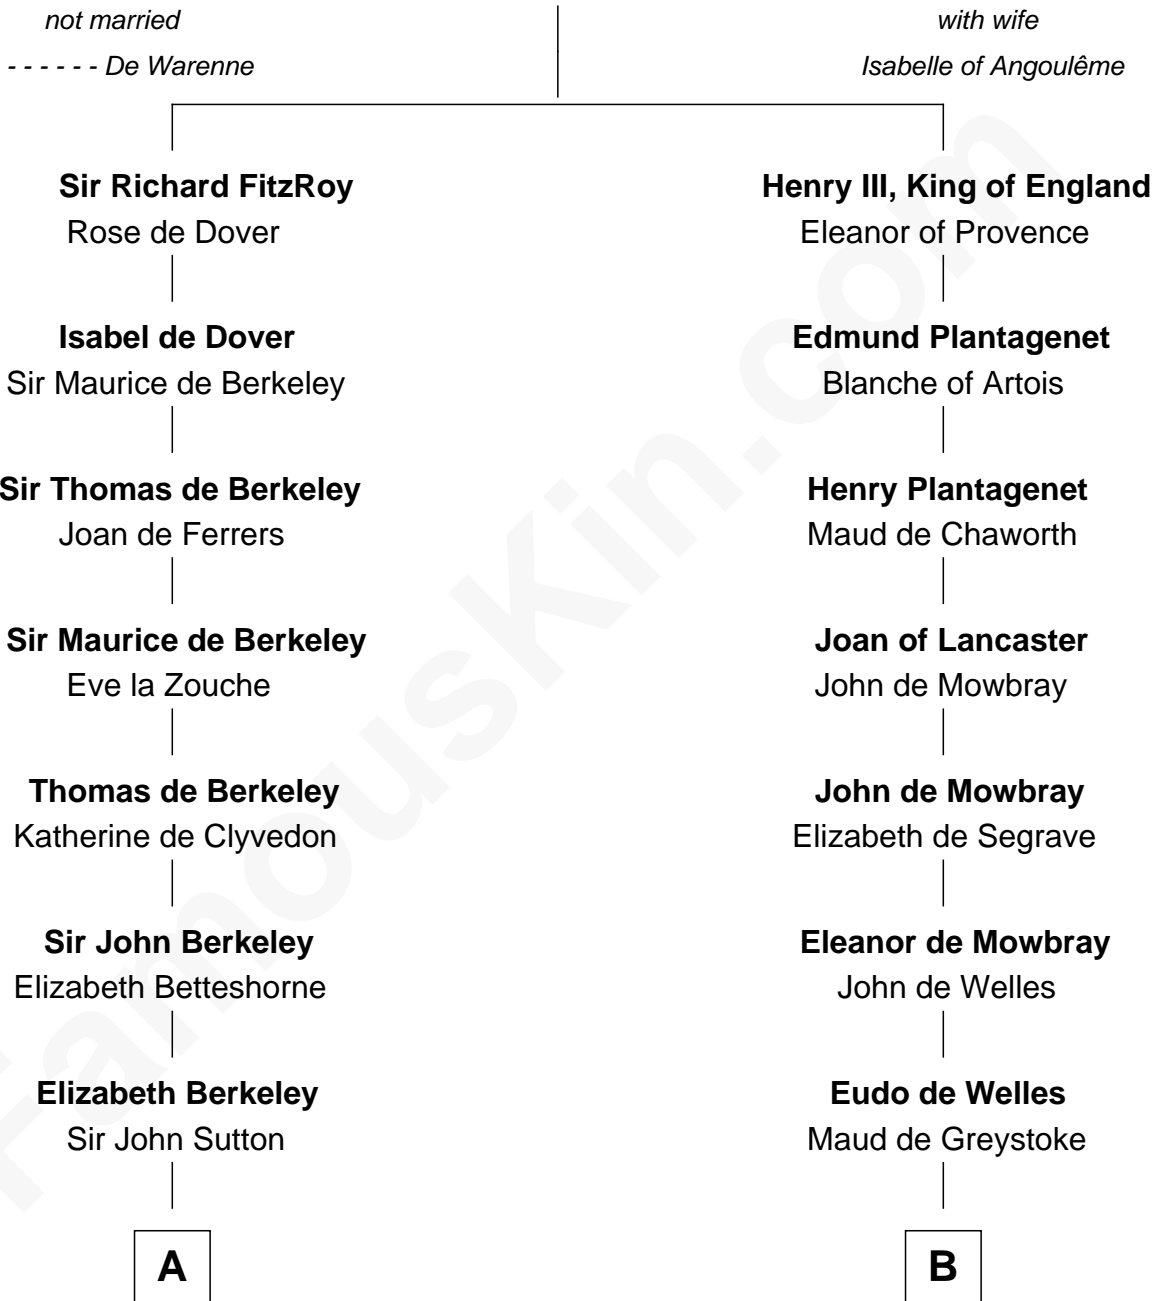 not married
with wife
- - - - - - De Warenne
Isabelle of Angoulême
Sir Richard FitzRoy
Henry III, King of England
Rose de Dover
Eleanor of Provence
Isabel de Dover
Edmund Plantagenet
Sir Maurice de Berkeley
Blanche of Artois
Sir Thomas de Berkeley
Henry Plantagenet
Joan de Ferrers
Maud de Chaworth
Sir Maurice de Berkeley
Joan of Lancaster
Eve la Zouche
John de Mowbray
Thomas de Berkeley
John de Mowbray
Katherine de Clyvedon
Elizabeth de Segrave
Sir John Berkeley
Eleanor de Mowbray
Elizabeth Betteshorne
John de Welles
Elizabeth Berkeley
Eudo de Welles
Sir John Sutton
Maud de Greystoke
A
B
FamousKin.com